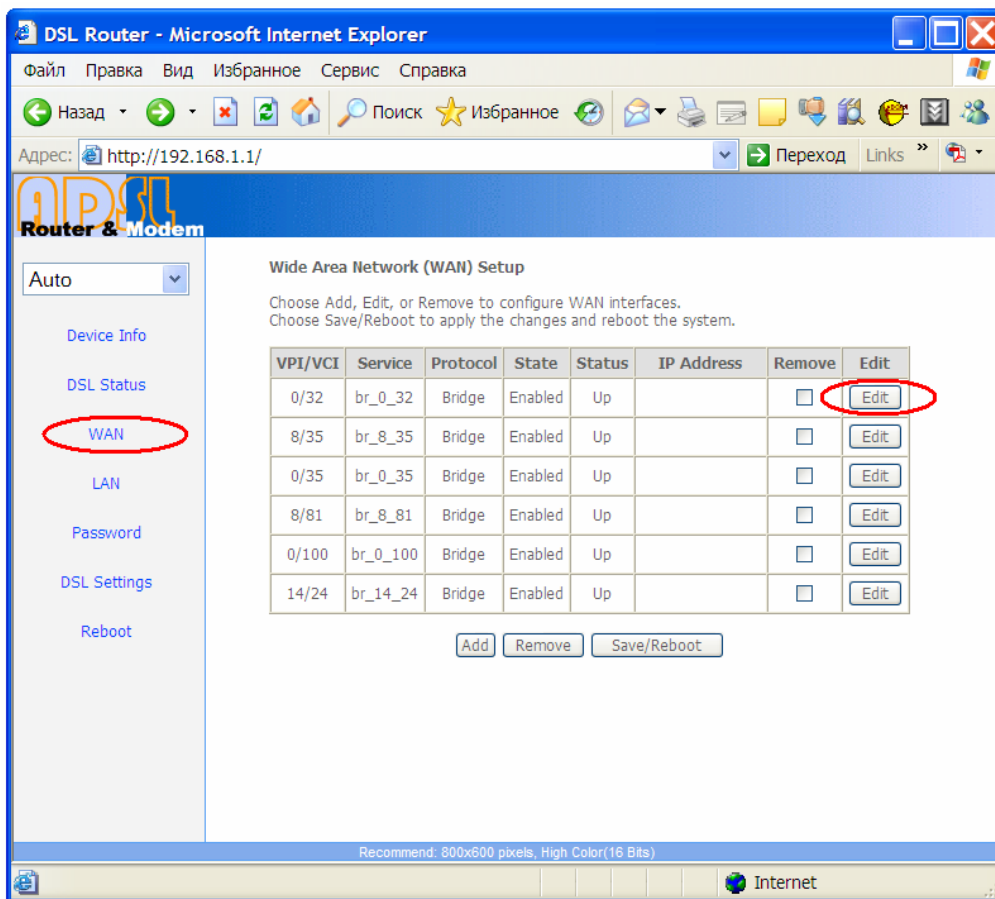 DSL Router - Microsoft Internet Explorer
Файл Правка Вид Избранное Сервис Справка
Назад Поиск Избранное
Адрес: http://192.168.1.1/ Переход Links »
ADSL
Router & Modem
Auto
Device Info
DSL Status
WAN
LAN
Password
DSL Settings
Reboot
Wide Area Network (WAN) Setup
Choose Add, Edit, or Remove to configure WAN interfaces.
Choose Save/Reboot to apply the changes and reboot the system.
VPI/VCI Service Protocol State Status IP Address Remove Edit
0/32 br_0_32 Bridge Enabled Up Edit
8/35 br_8_35 Bridge Enabled Up Edit
0/35 br_0_35 Bridge Enabled Up Edit
8/81 br_8_81 Bridge Enabled Up Edit
0/100 br_0_100 Bridge Enabled Up Edit
14/24 br_14_24 Bridge Enabled Up Edit
Add Remove Save/Reboot
Recommend: 800x600 pixels, High Color(16 Bits)
Internet